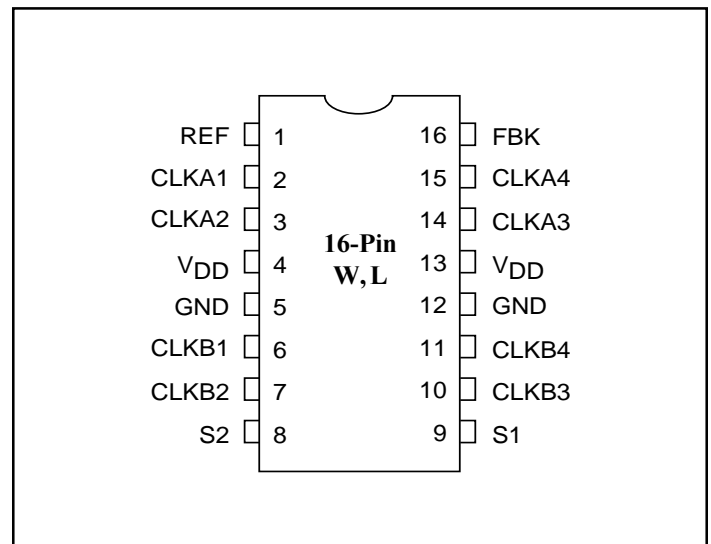 REF 1 16 FBK
CLKA1 2 15 CLKA4
CLKA2 3 14 CLKA3
16-Pin
VDD 4 13 VDD
W, L
GND 5 12 GND
CLKB1 6 11 CLKB4
CLKB2 7 10 CLKB3
S2 8 9 S1